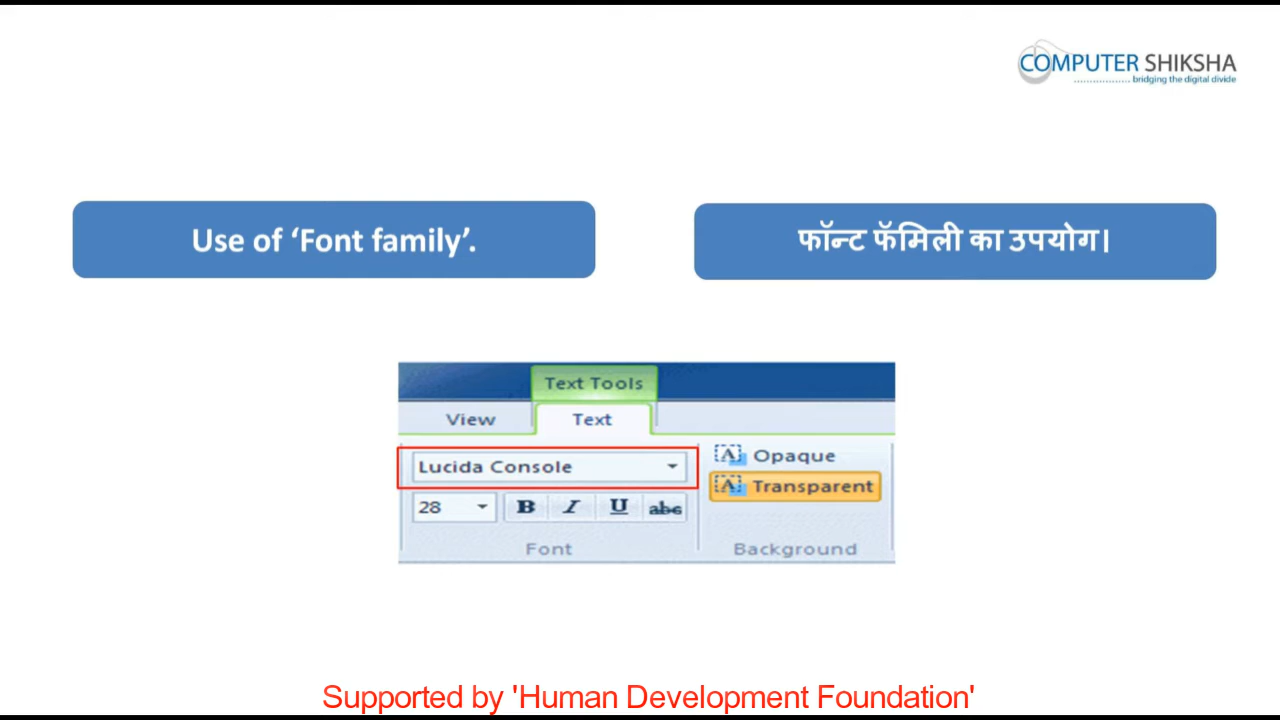 COMPUTER SHIKSHA
bridging the digital divide
Use of ‘Font family’.
फॉन्ट फॅमिली का उपयोग।
Text Tools
View Text
Lucida Console
Opaque
28 B I U abc
Transparent
Font
Background
Supported by 'Human Development Foundation'